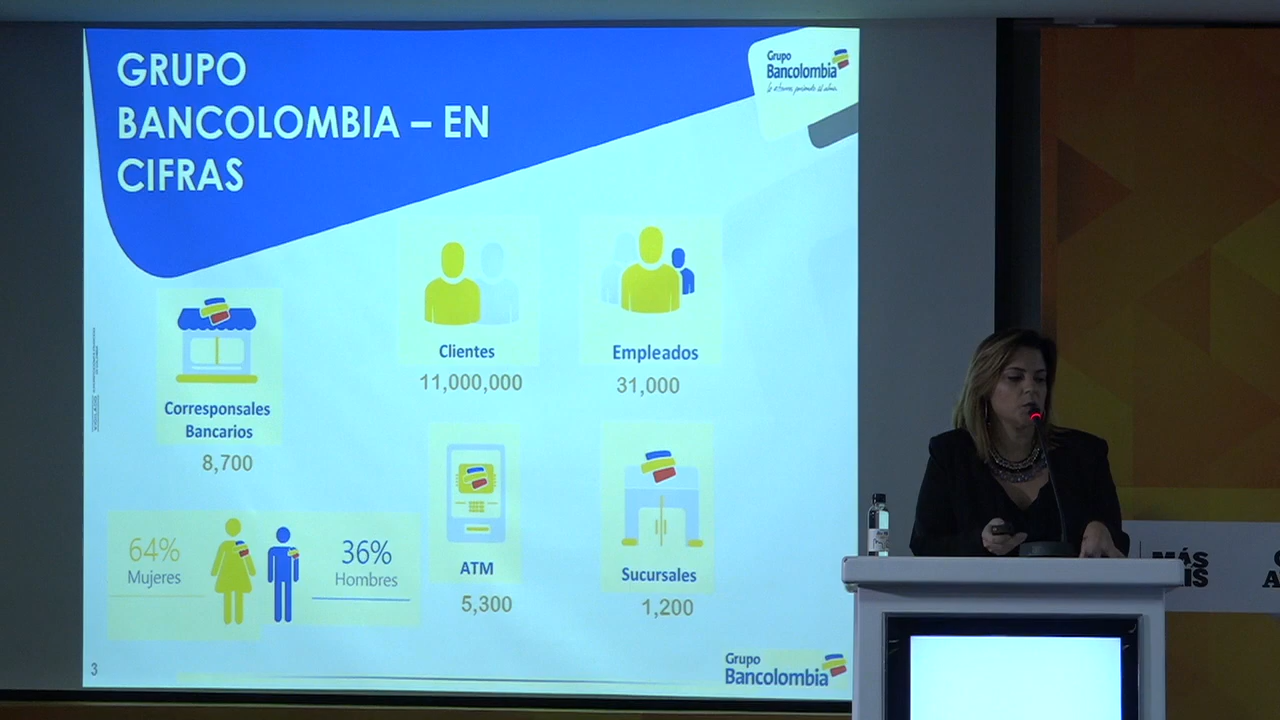 GRUPO
BANCOLOMBIA – EN
CIFRAS
Grupo
Bancolombia
Clientes
11,000,000
Empleados
31,000
Corresponsales
Bancarios
8,700
64%
Mujeres
36%
Hombres
ATM
5,300
Sucursales
1,200
3
Grupo
Bancolombia
MÁS